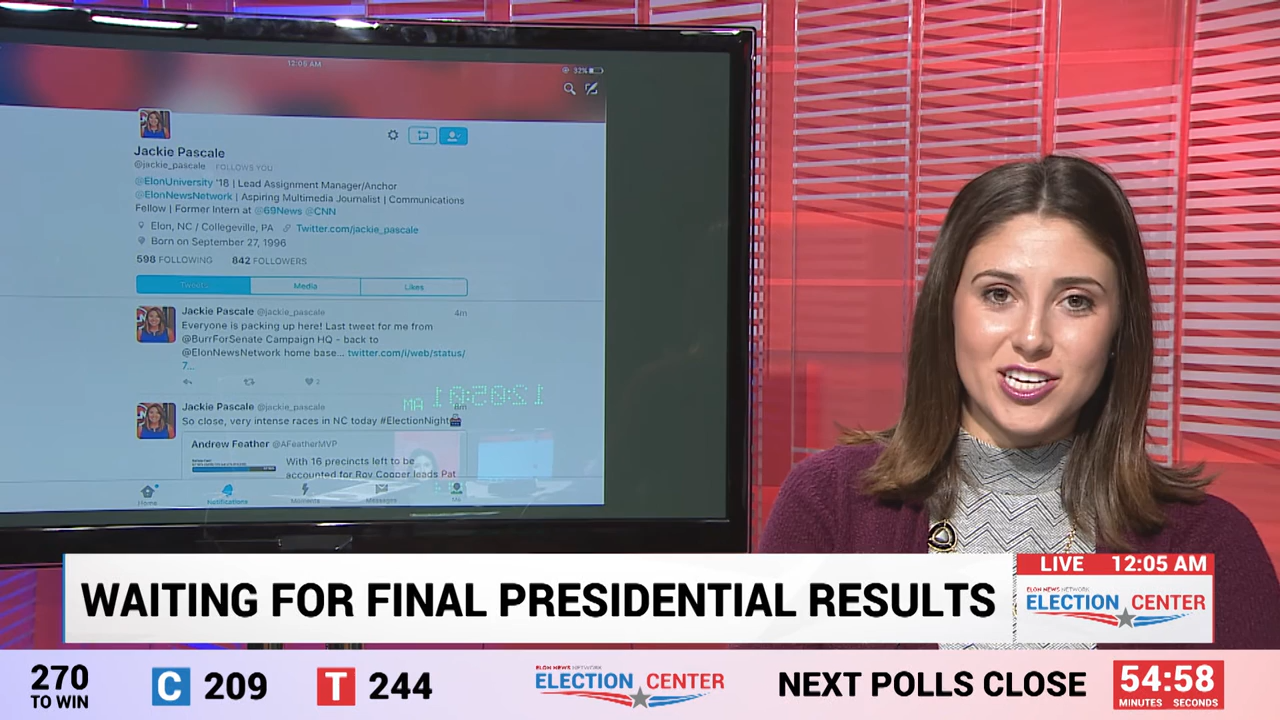 12:05 AM
32%
Jackie Pascale
@jackie_pascale FOLLOWS YOU
@ElonUniversity '18 | Lead Assignment Manager/Anchor
@ElonNewsNetwork | Aspiring Multimedia Journalist | Communications
Fellow | Former Intern at @69News @CNN
Elon, NC / Collegeville, PA Twitter.com/jackie_pascale
Born on September 27, 1996
598 FOLLOWING 842 FOLLOWERS
Tweets Media Likes
Jackie Pascale @jackie_pascale 4m
Everyone is packing up here! Last tweet for me from
@BurrForSenate Campaign HQ - back to
@ElonNewsNetwork home base... twitter.com/i/web/status/
7...
2
12:05:01 AM
Jackie Pascale @jackie_pascale 8m
So close, very intense races in NC today #ElectionNight
Andrew Feather @AFeatherMVP
With 16 precincts left to be
accounted for Roy Cooper leads Pat
Home Notifications Moments Messages Me
WAITING FOR FINAL PRESIDENTIAL RESULTS
LIVE 12:05 AM
ELON NEWS NETWORK
ELECTION CENTER
270
TO WIN
C 209
T 244
ELON NEWS NETWORK
ELECTION CENTER
NEXT POLLS CLOSE
54:58
MINUTES SECONDS